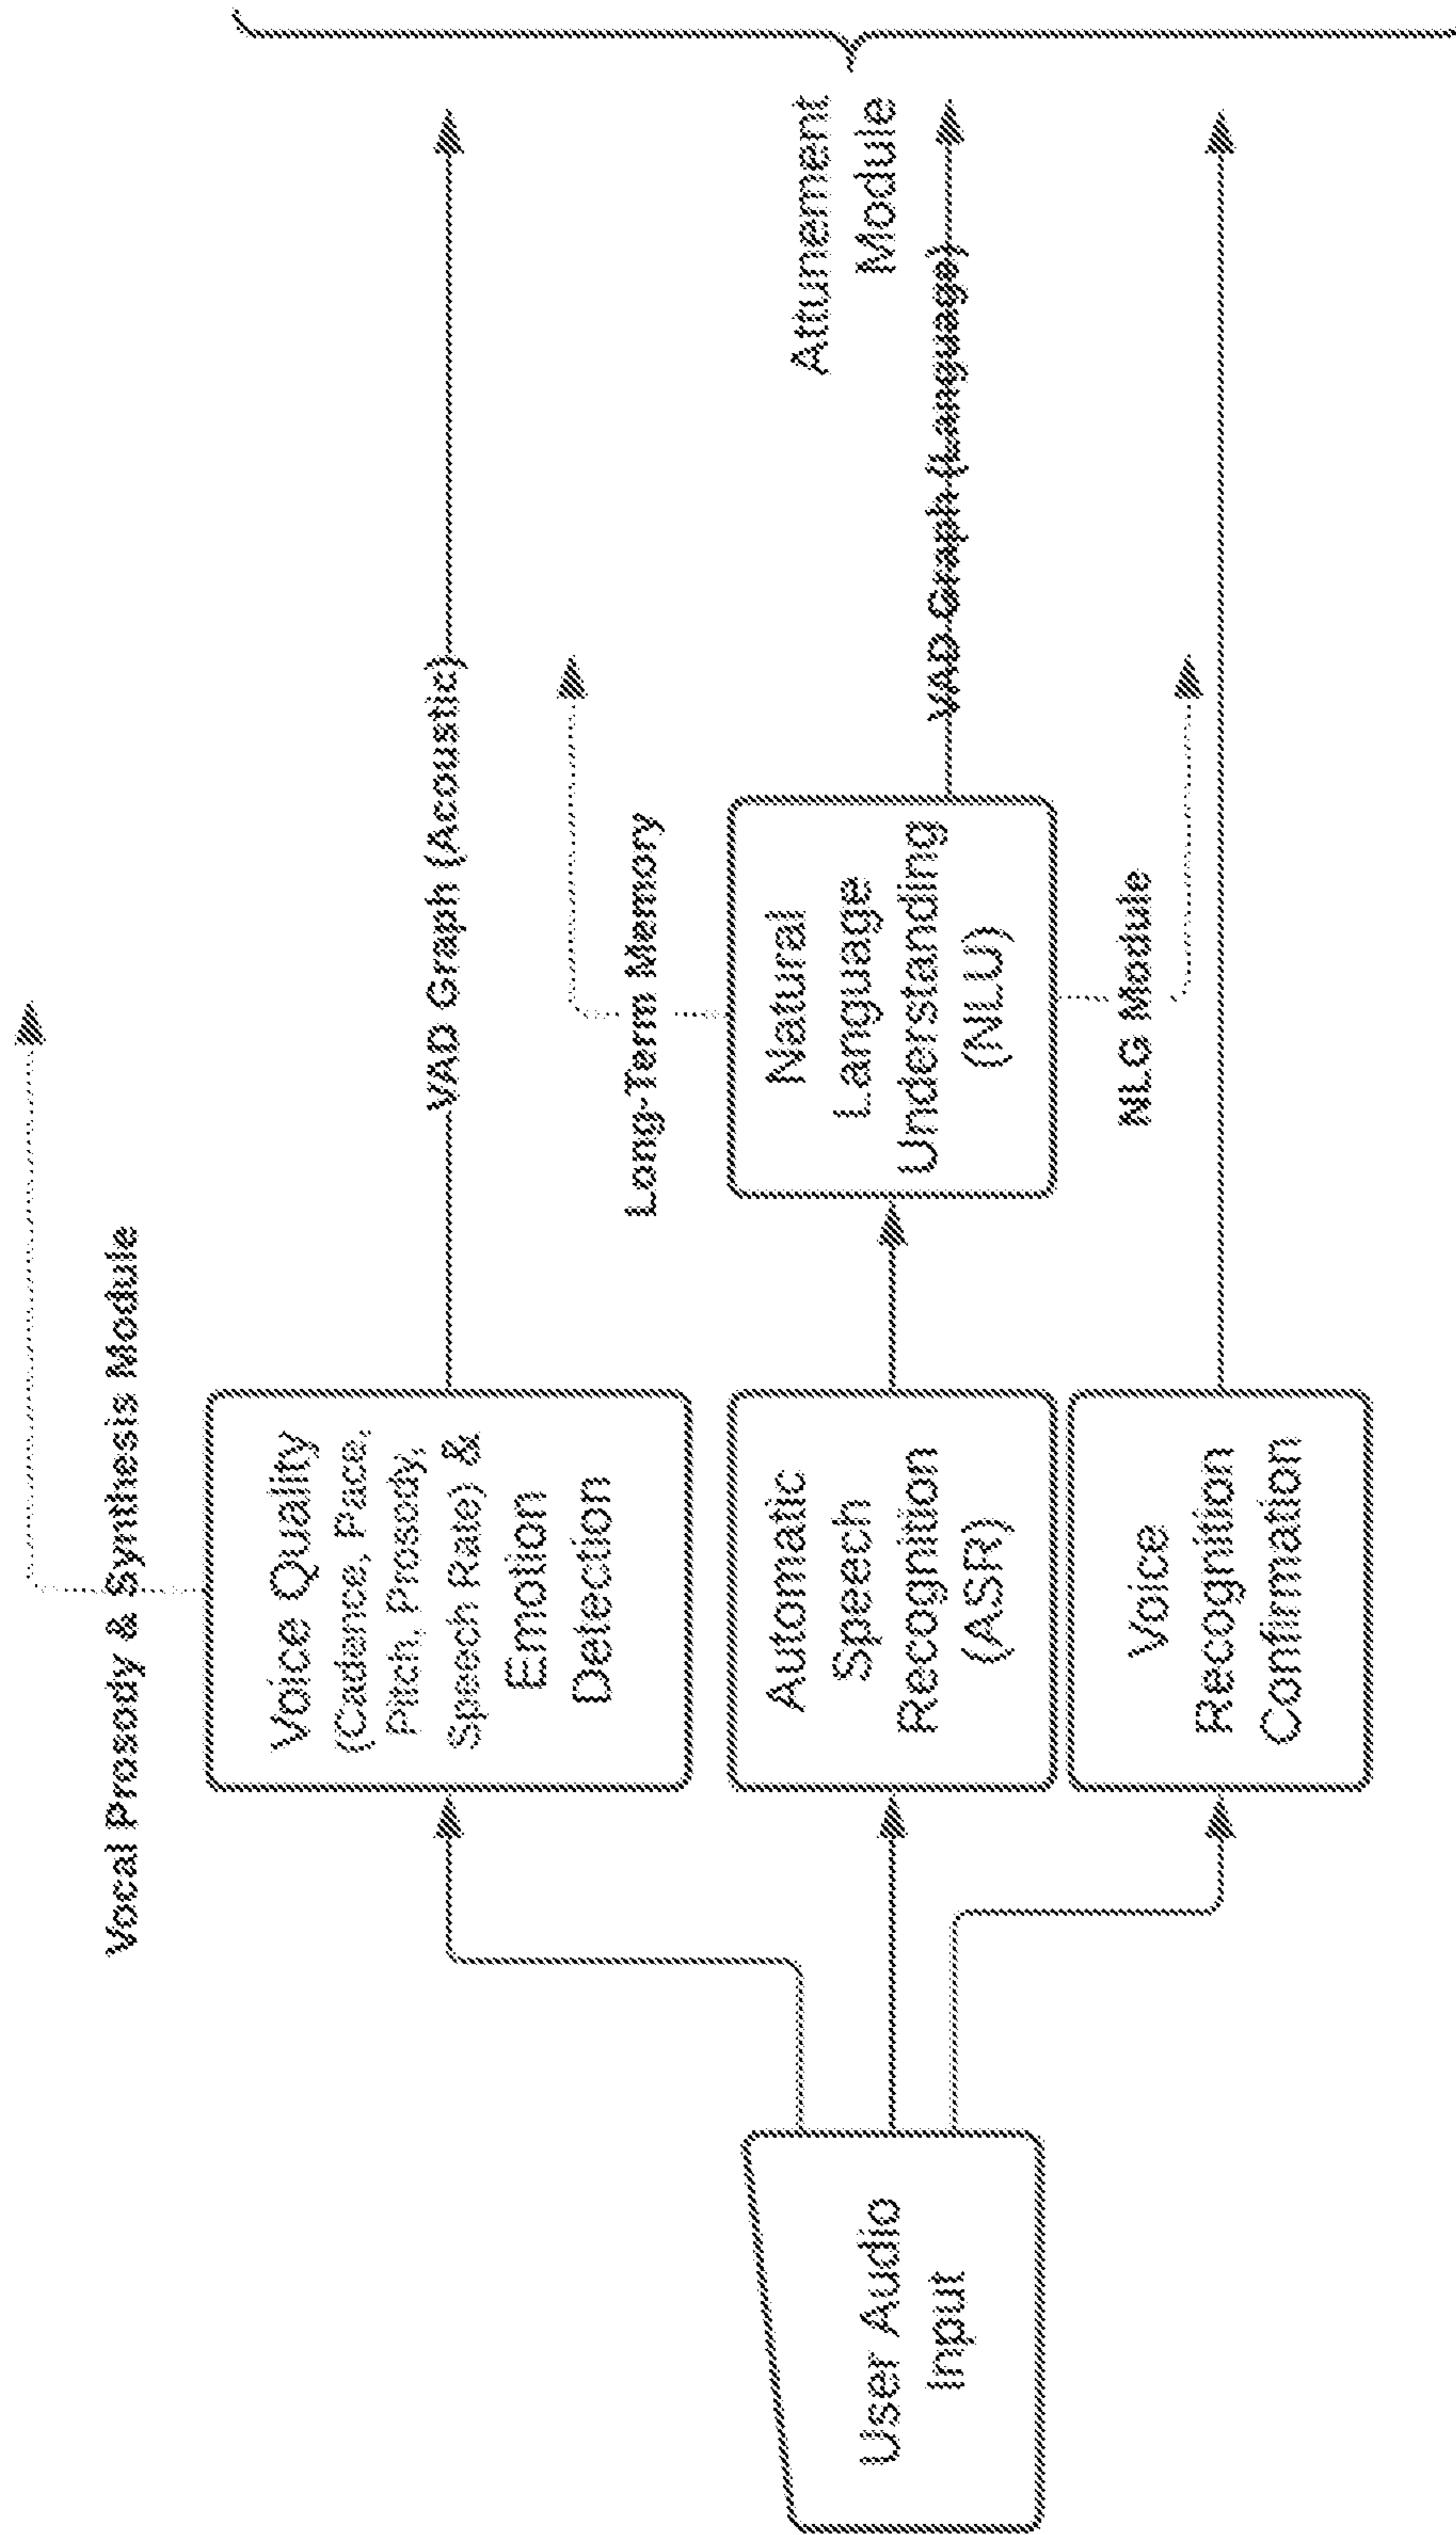 Vocal Prosody & Synthesis Module
Voice Quality
(Cadence, Pace,
Pitch, Prosody,
Speech Rate) &
Emotion
Detection
VAD Graph (Acoustic)
Long-Term Memory
User Audio
Input
Automatic
Speech
Recognition
(ASR)
Natural
Language
Understanding
(NLU)
VAD Graph (Language)
Attunement
Module
NLG Module
Voice
Recognition
Confirmation